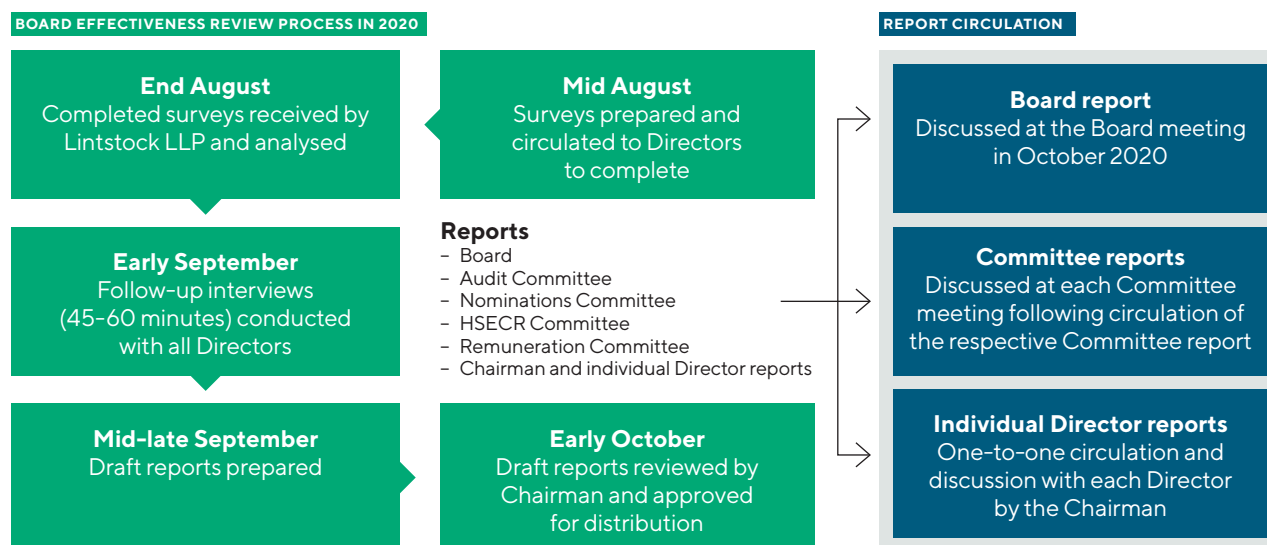 BOARD EFFECTIVENESS REVIEW PROCESS IN 2020
Mid August
Surveys prepared and
circulated to Directors
to complete
End August
Completed surveys received by
Lintstock LLP and analysed
Early September
Follow-up interviews
(45-60 minutes) conducted
with all Directors
Mid-late September
Draft reports prepared
Early October
Draft reports reviewed by
Chairman and approved
for distribution
Reports
– Board
– Audit Committee
– Nominations Committee
– HSECR Committee
– Remuneration Committee
– Chairman and individual Director reports
REPORT CIRCULATION
Board report
Discussed at the Board meeting
in October 2020
Committee reports
Discussed at each Committee
meeting following circulation of
the respective Committee report
Individual Director reports
One-to-one circulation and
discussion with each Director
by the Chairman